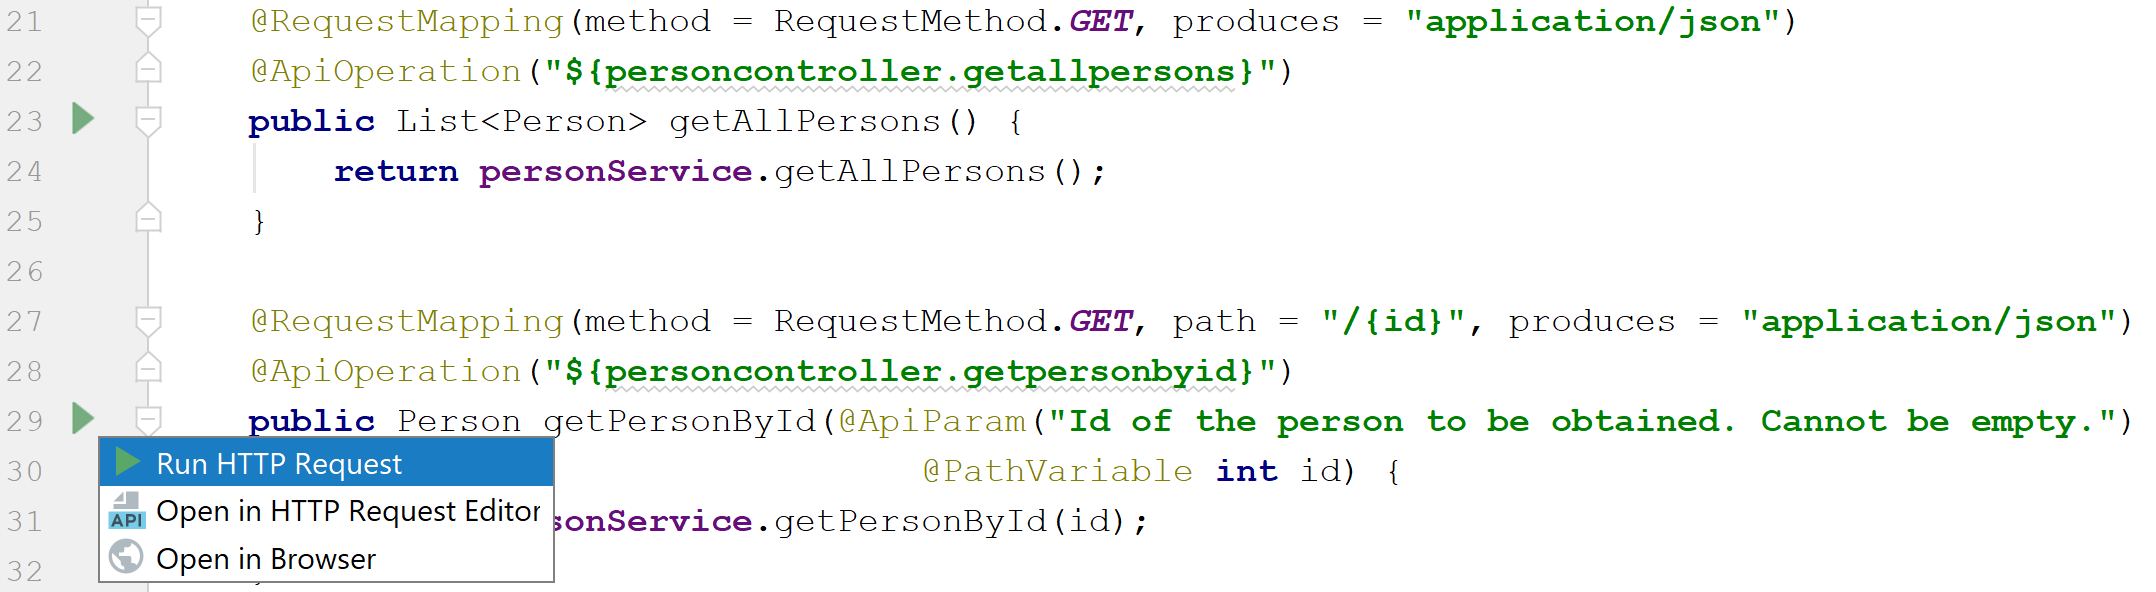 21 @RequestMapping(method = RequestMethod.GET, produces = "application/json")
22 @ApiOperation("${personcontroller.getallpersons}")
23 public List<Person> getAllPersons() {
24 return personService.getAllPersons();
25 }
26
27 @RequestMapping(method = RequestMethod.GET, path = "/{id}", produces = "application/json")
28 @ApiOperation("${personcontroller.getpersonbyid}")
29 public Person getPersonById(@ApiParam("Id of the person to be obtained. Cannot be empty.")
Run HTTP Request
30 @PathVariable int id) {
API Open in HTTP Request Editor
31 sonService.getPersonById(id);
Open in Browser
32